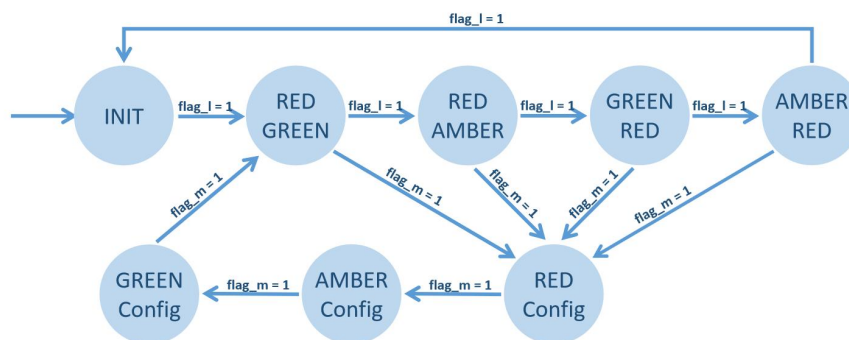 flag_l = 1
INIT
flag_l = 1
RED
GREEN
flag_l = 1
RED
AMBER
flag_l = 1
GREEN
RED
flag_l = 1
AMBER
RED
flag_m = 1
flag_m = 1
flag_m = 1
flag_m = 1
flag_m = 1
GREEN
Config
flag_m = 1
AMBER
Config
flag_m = 1
RED
Config